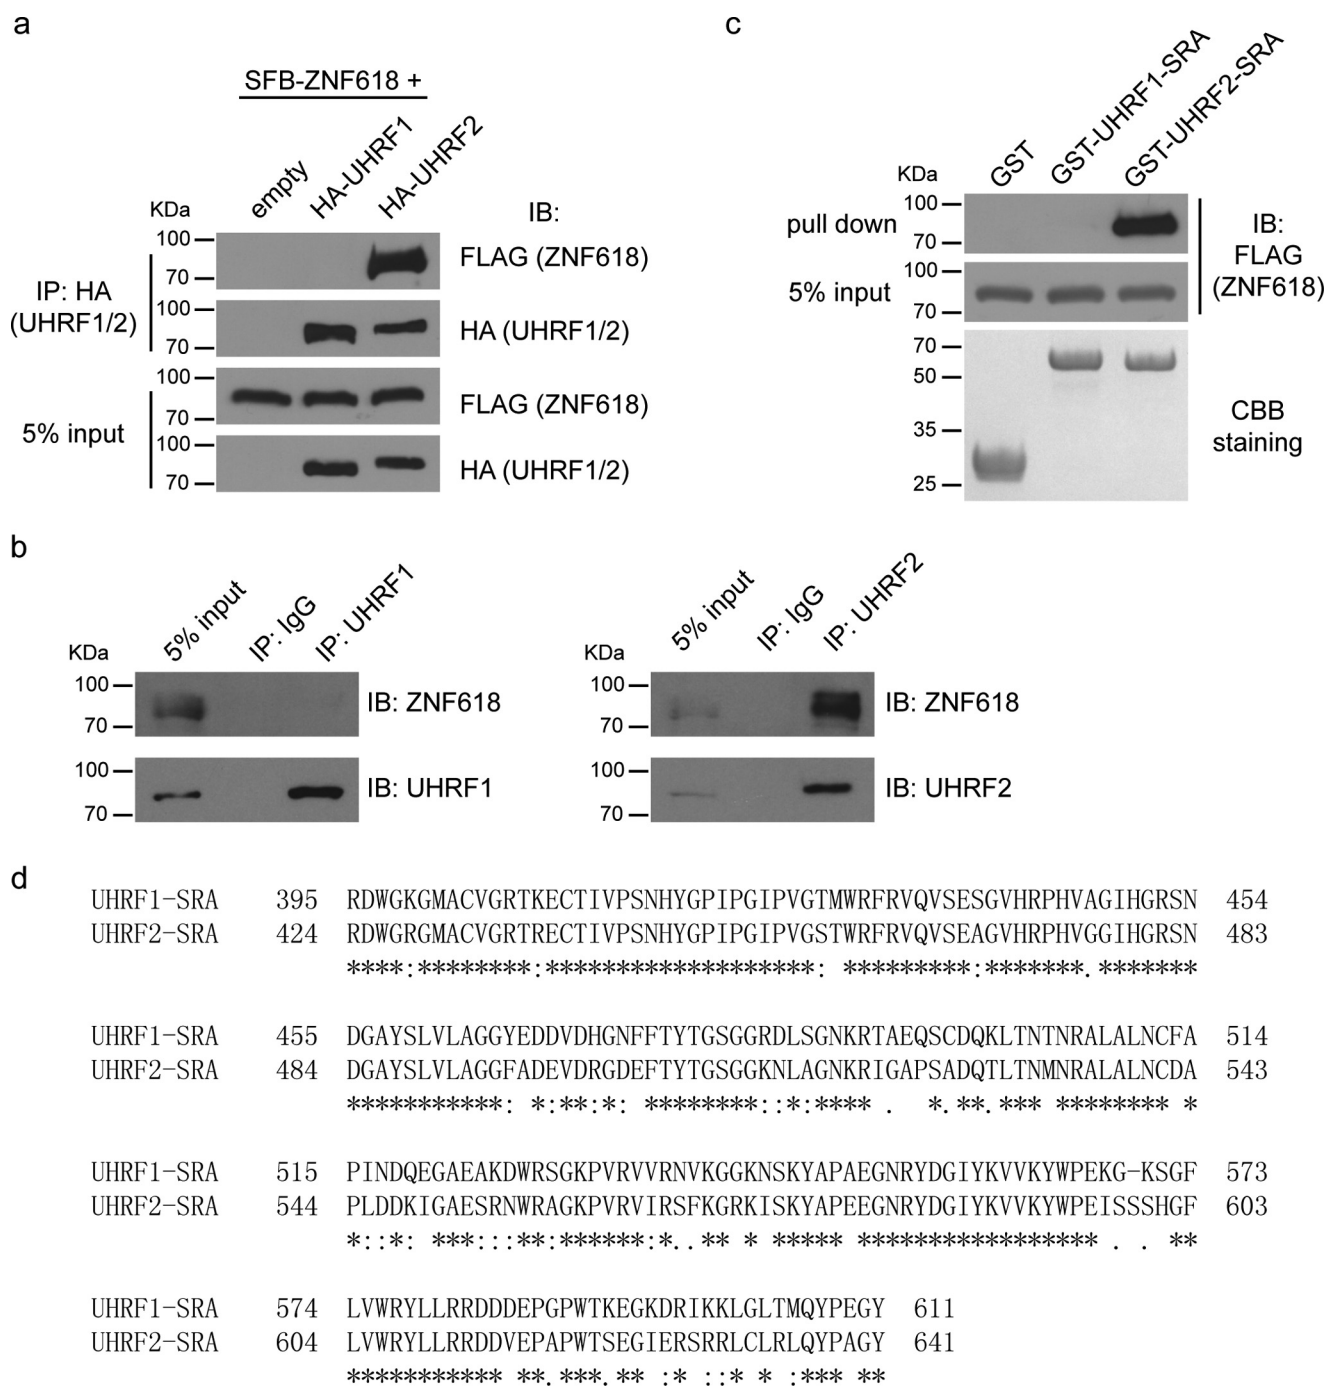 a
SFB-ZNF618 +
empty
HA-UHRF1
HA-UHRF2
KDa
IB:
IP: HA
(UHRF1/2)
100
70
FLAG (ZNF618)
100
70
HA (UHRF1/2)
5% input
100
70
FLAG (ZNF618)
100
70
HA (UHRF1/2)
c
GST
GST-UHRF1-SRA
GST-UHRF2-SRA
KDa
pull down
100
70
5% input
100
70
IB:
FLAG
(ZNF618)
70
50
35
25
CBB
staining
b
5% input
IP: IgG
IP: UHRF1
KDa
100
70
IB: ZNF618
100
70
IB: UHRF1
5% input
IP: IgG
IP: UHRF2
KDa
100
70
IB: ZNF618
100
70
IB: UHRF2
d
UHRF1-SRA 395 RDWGKGMACVGRTKECTIVPSNHYGPIPGIPVGTMWRFRVQVSESGVHRPHVAGIHGRSN 454
UHRF2-SRA 424 RDWGRGMACVGRTRECTIVPSNHYGPIPGIPVGSTWRFRVQVSEAGVHRPHVGGIHGRSN 483
****:********:*******************: *********:*******.*******
UHRF1-SRA 455 DGAYSLVLAGGYEDDVDHGNFFTYTGSGGRDLSGNKRTAEQSCDQKLTNTNRALALNCFA 514
UHRF2-SRA 484 DGAYSLVLAGGFADEVDRGDEFTYTGSGGKNLAGNKRIGAPSADQTLTNMNRALALNCDA 543
***********: *:**:*: ********::*:**** .  *.**.*** ******** *
UHRF1-SRA 515 PINDQEGAEAKDWRSGKPVRVVRNVKGGKNSKYAPAEGNRYDGIYKVVKYWPEKG-KSGF 573
UHRF2-SRA 544 PLDDKIGAESRNWRAGKPVRVIRSFKGRKISKYAPEEGNRYDGIYKVVKYWPEISSSHGF 603
*::*: ***:::**:******:*..** * ***** ***************** . .  **
UHRF1-SRA 574 LVWRYLLRRDDDEPGPWTKEGKDRIKKLGLTMQYPEGY 611
UHRF2-SRA 604 LVWRYLLRRDDVEPAPWTSEGIERSRRLCLRLQYPAGY 641
*********** **.***.** :* ::* * :*** **